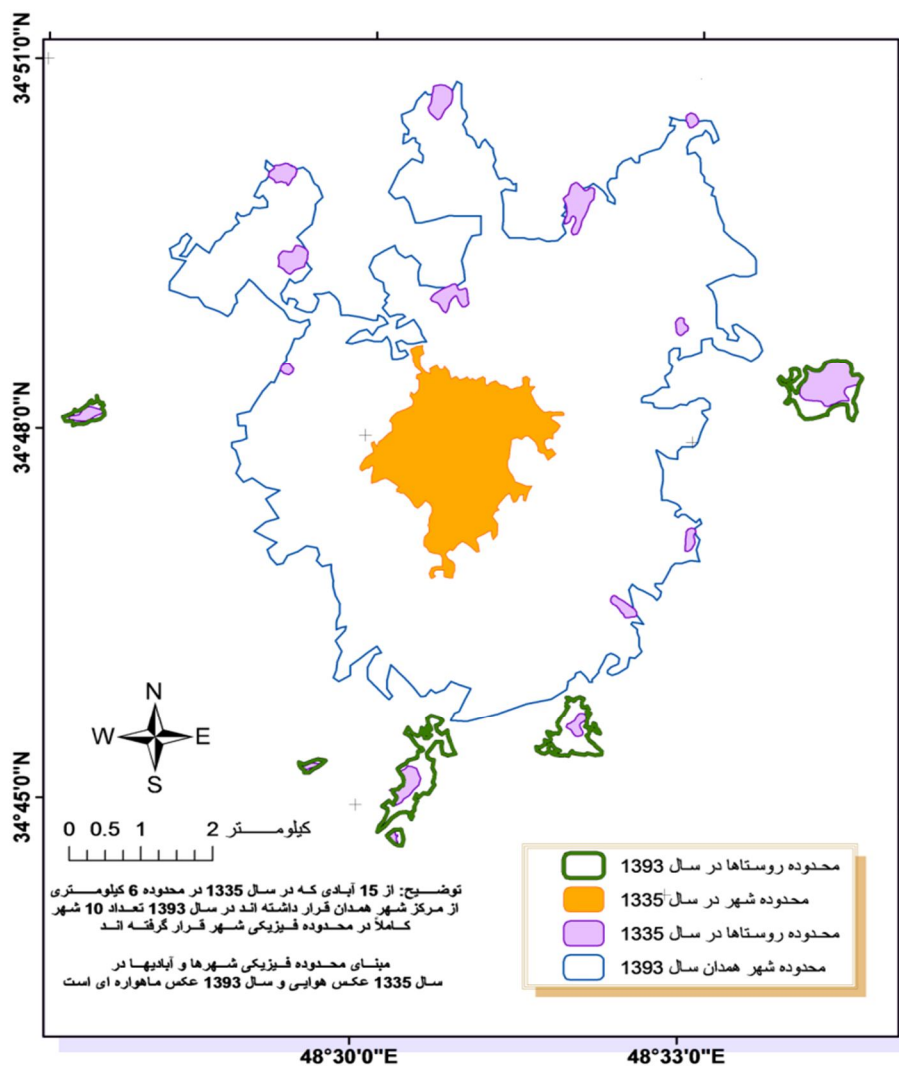 34°51'0"N
34°48'0"N
34°45'0"N
N
W E
S
0 0.5 1 2 کیلومتر
توضیح: از 15 آبادی که در سال 1335 در محدوده 6 کیلومتری
از مرکز شهر همدان قرار داشته اند در سال 1393 تعداد 10 شهر
کاملاً در محدوده فیزیکی شهر قرار گرفته اند
مبنای محدوده فیزیکی شهرها و آبادیها در
سال 1335 عکس هوایی و سال 1393 عکس ماهواره ای است
محدوده روستاها در سال 1393
محدوده شهر در سال 1335
محدوده روستاها در سال 1335
محدوده شهر همدان سال 1393
48°30'0"E 48°33'0"E